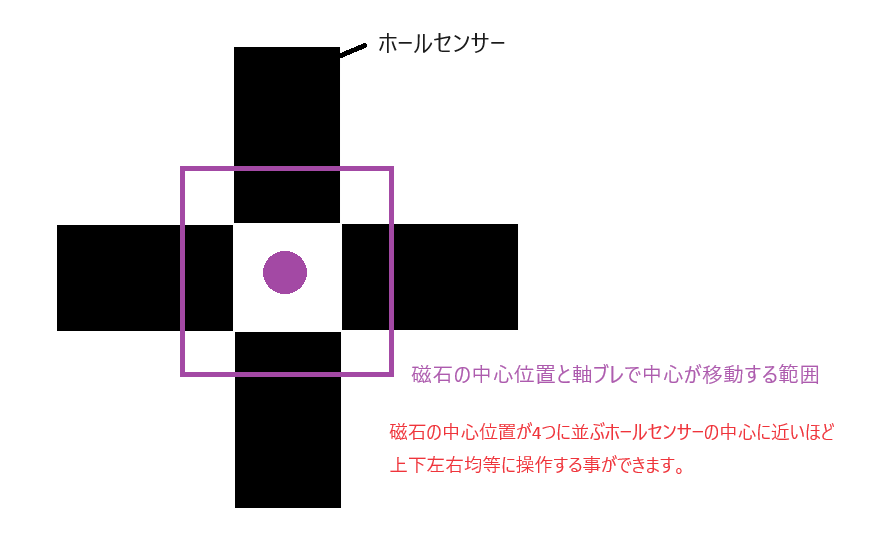 ホールセンサー
磁石の中心位置と軸ブレで中心が移動する範囲
磁石の中心位置が4つに並ぶホールセンサーの中心に近いほど
上下左右均等に操作する事ができます。